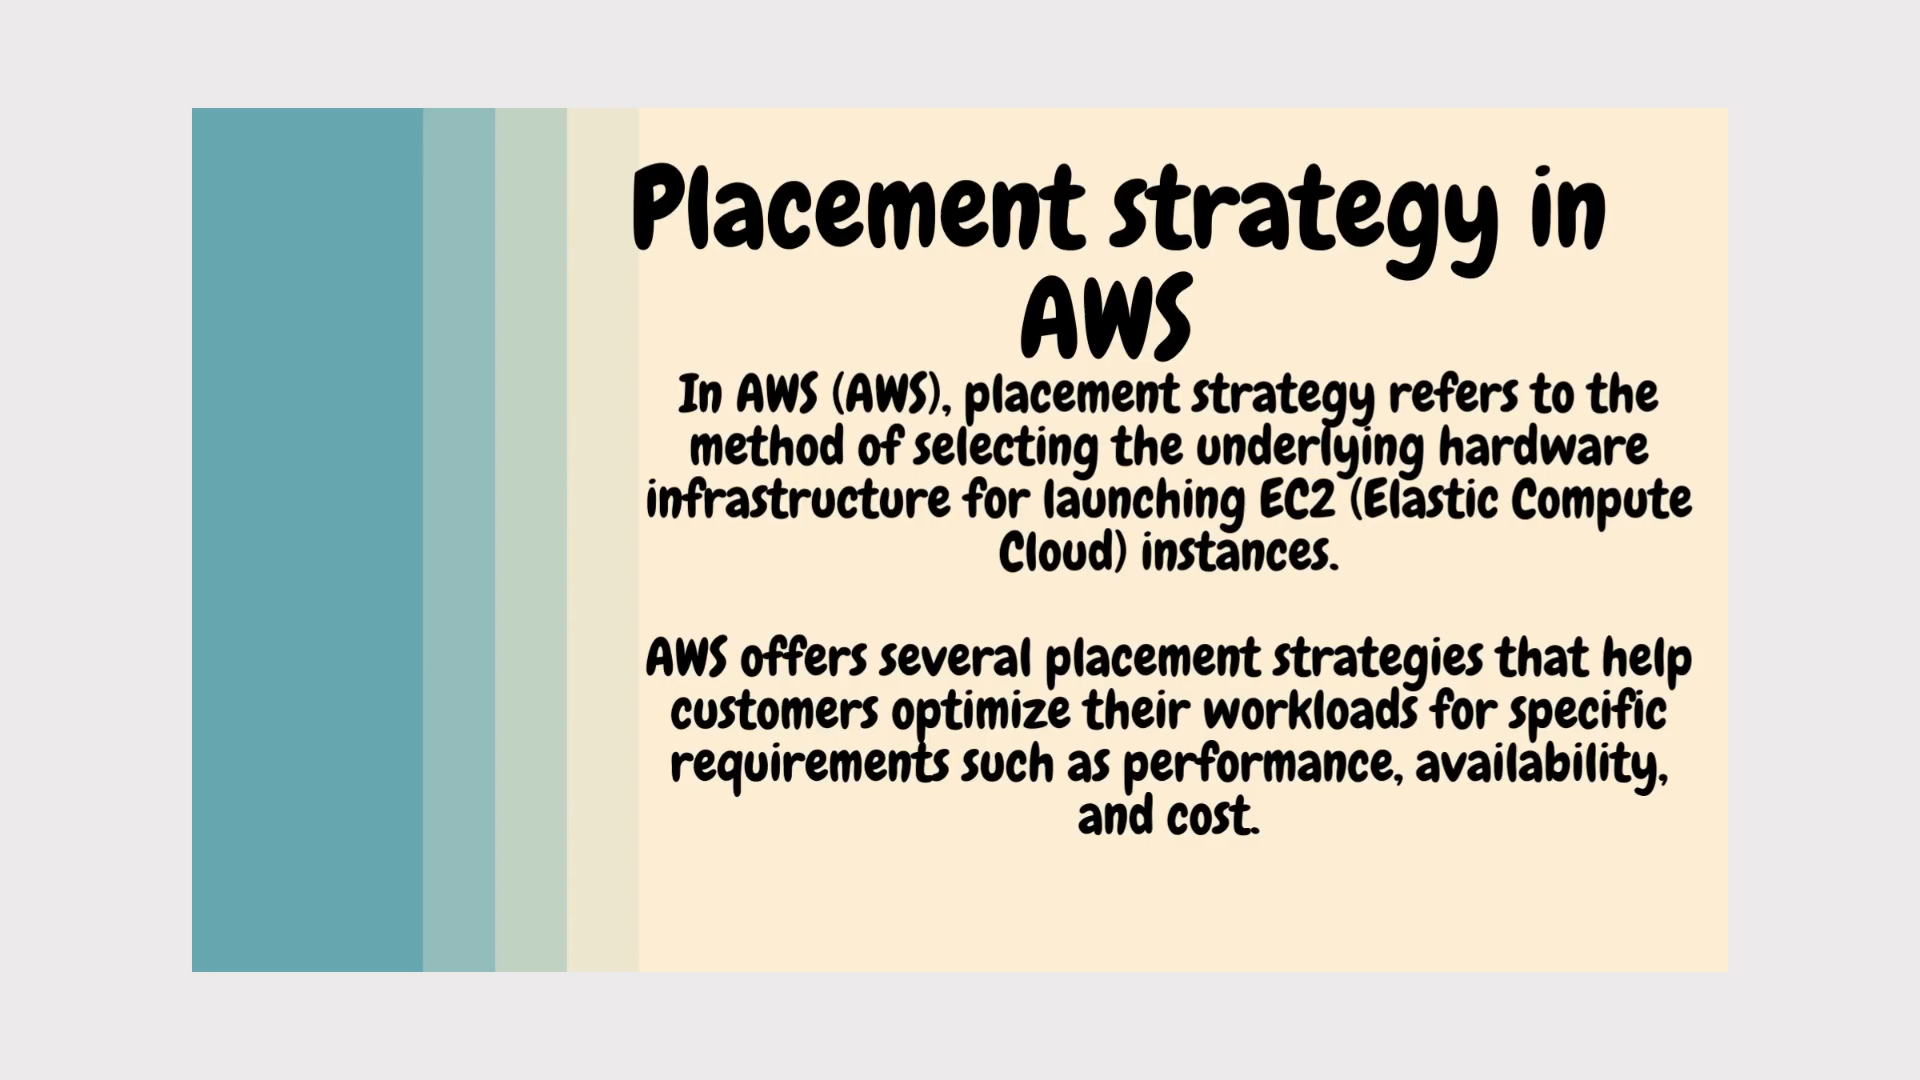 Placement strategy in
AWS
In AWS (AWS), placement strategy refers to the
method of selecting the underlying hardware
infrastructure for launching EC2 (Elastic Compute
Cloud) instances.
AWS offers several placement strategies that help
customers optimize their workloads for specific
requirements such as performance, availability,
and cost.